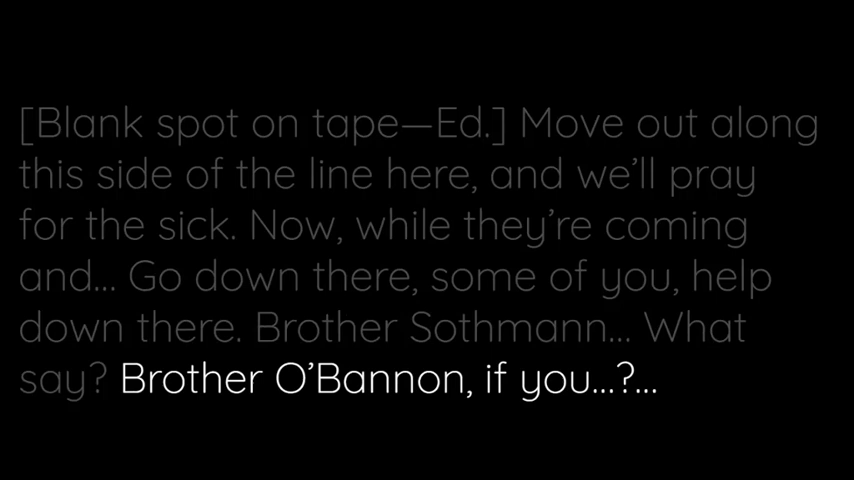 [Blank spot on tape—Ed.] Move out along
this side of the line here, and we’ll pray
for the sick. Now, while they’re coming
and... Go down there, some of you, help
down there. Brother Sothmann... What
say? Brother O’Bannon, if you...?...